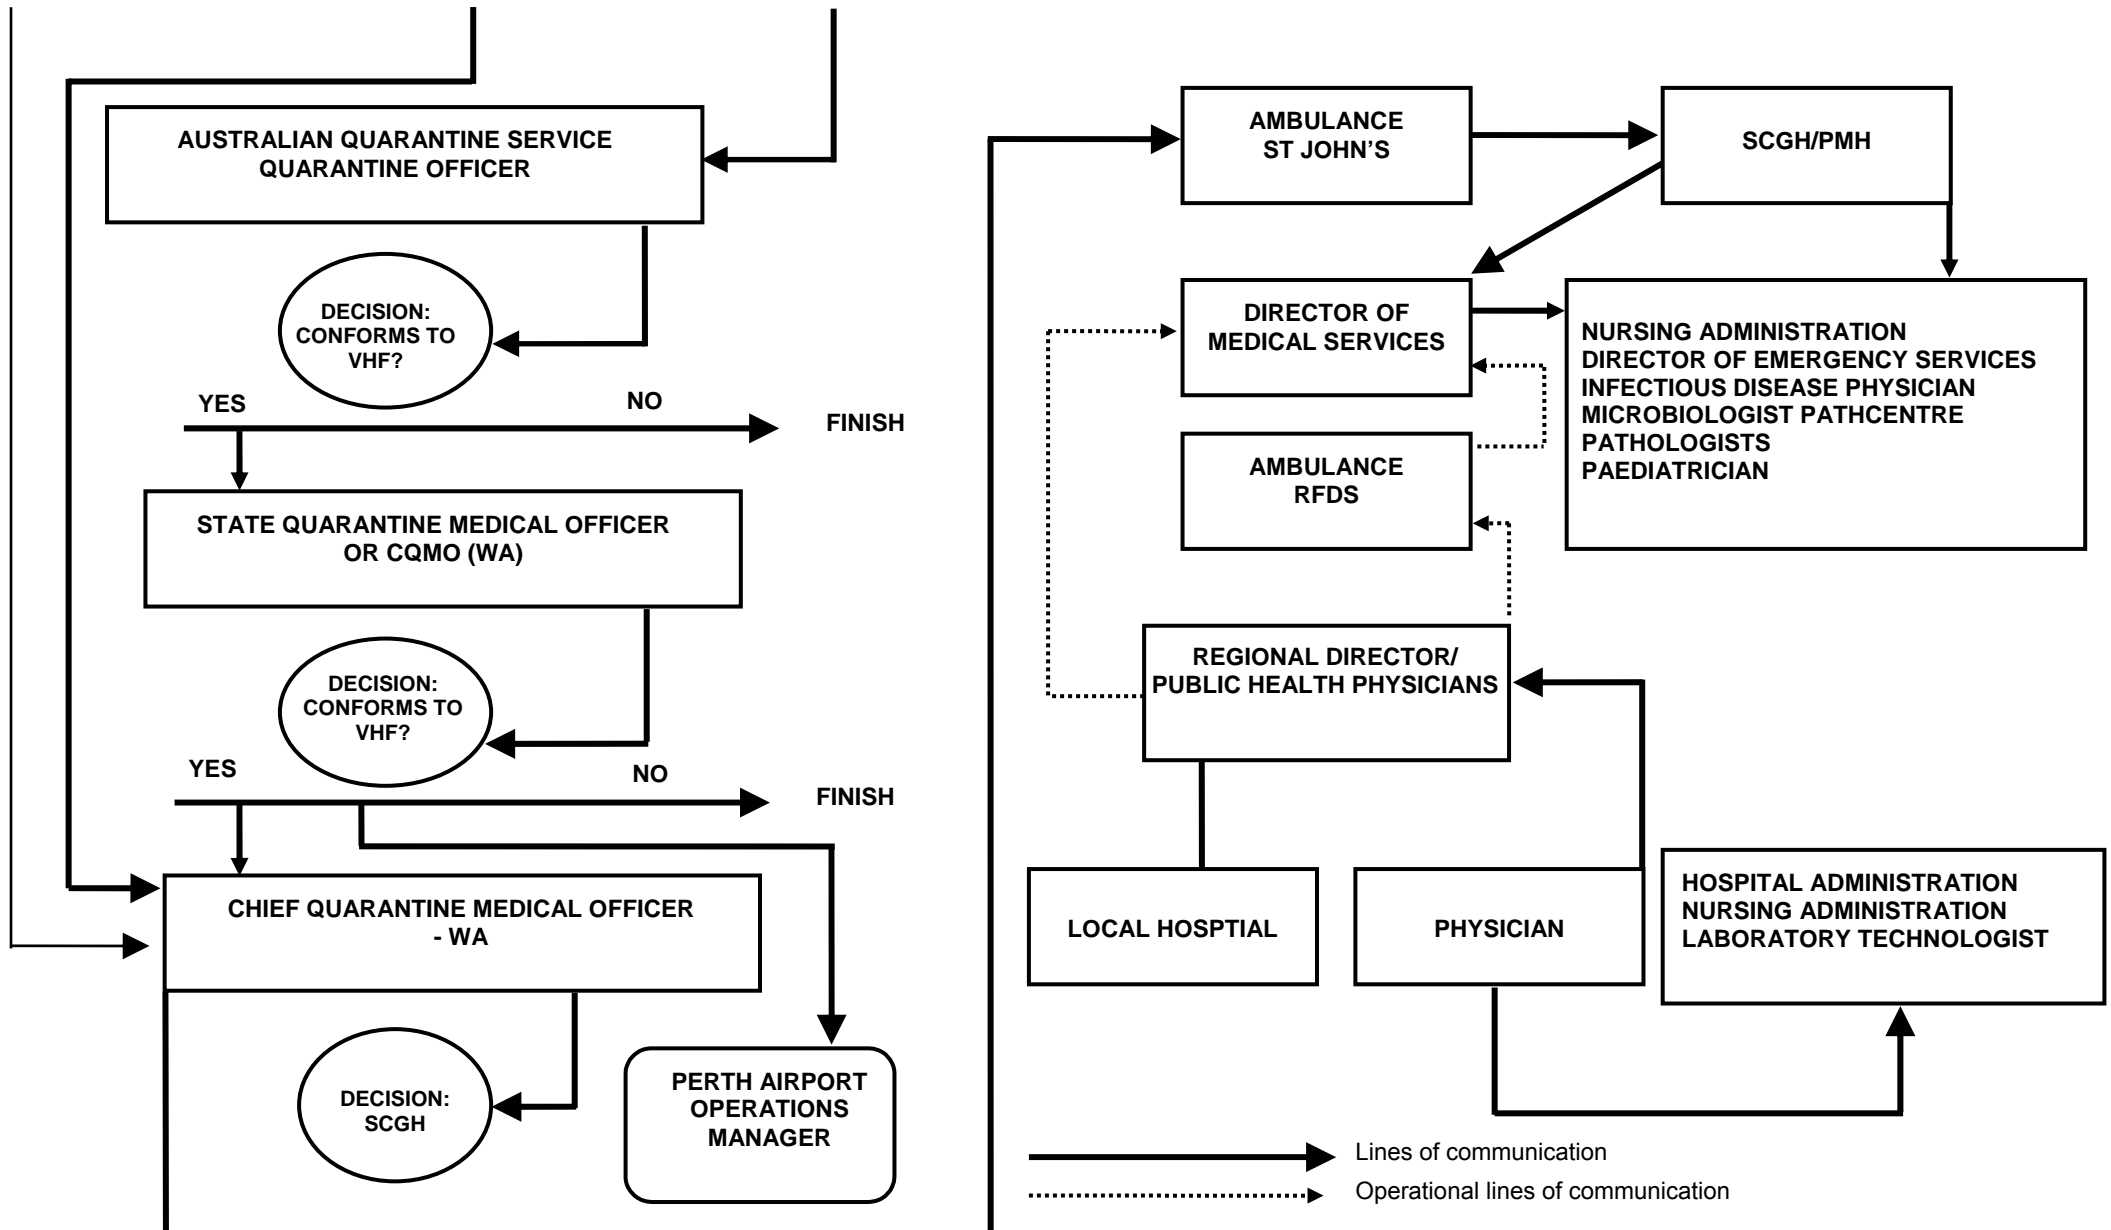 AUSTRALIAN QUARANTINE SERVICE
QUARANTINE OFFICER
DECISION:
CONFORMS TO
VHF?
YES
NO
FINISH
STATE QUARANTINE MEDICAL OFFICER
OR CQMO (WA)
DECISION:
CONFORMS TO
VHF?
YES
NO
FINISH
CHIEF QUARANTINE MEDICAL OFFICER
- WA
DECISION:
SCGH
PERTH AIRPORT
OPERATIONS
MANAGER
AMBULANCE
ST JOHN'S
SCGH/PMH
DIRECTOR OF
MEDICAL SERVICES
NURSING ADMINISTRATION
DIRECTOR OF EMERGENCY SERVICES
INFECTIOUS DISEASE PHYSICIAN
MICROBIOLOGIST PATHCENTRE
PATHOLOGISTS
PAEDIATRICIAN
AMBULANCE
RFDS
REGIONAL DIRECTOR/
PUBLIC HEALTH PHYSICIANS
LOCAL HOSPTIAL
PHYSICIAN
HOSPITAL ADMINISTRATION
NURSING ADMINISTRATION
LABORATORY TECHNOLOGIST
Lines of communication
Operational lines of communication